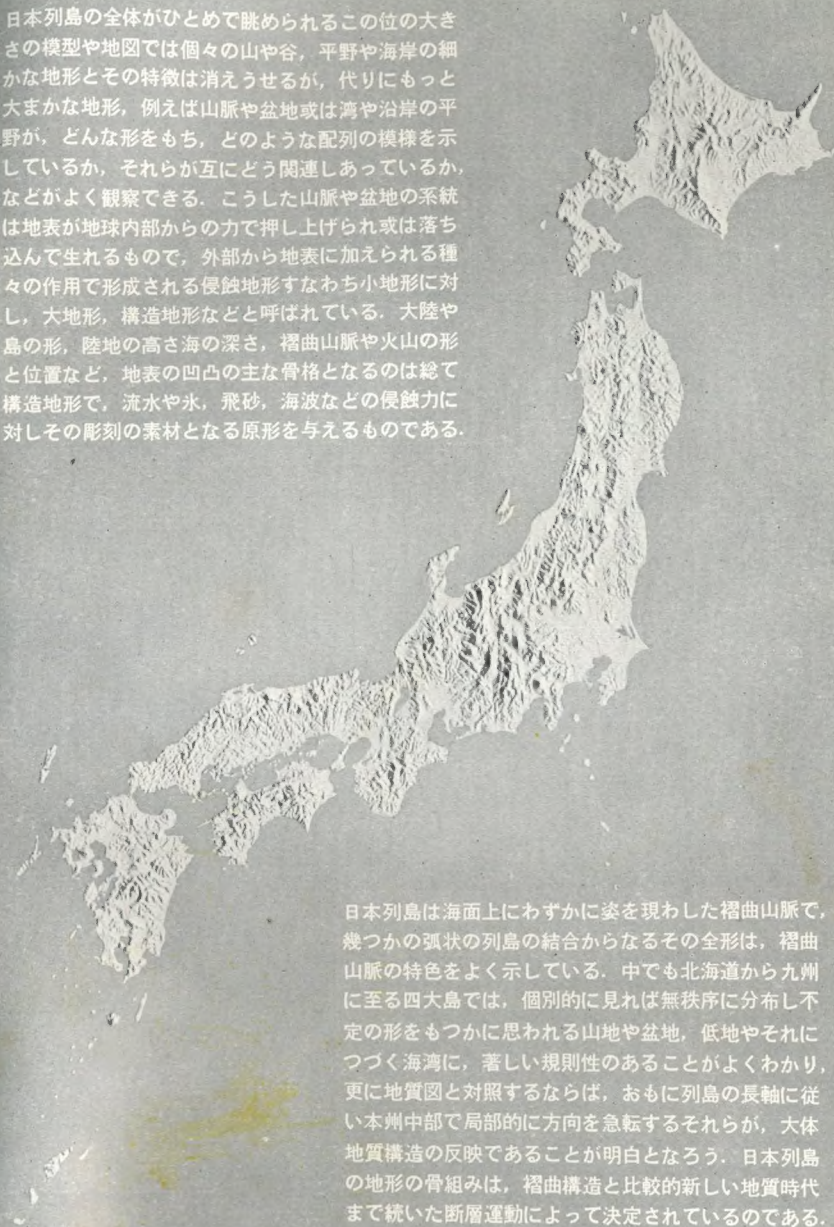 日本列島の全体がひとめで眺められるこの位の大き
さの模型や地図では個々の山や谷，平野や海岸の細
かな地形とその特徴は消えうせるが，代りにもっと
大まかな地形，例えば山脈や盆地或は湾や沿岸の平
野が，どんな形をもち，どのような配列の模様を示
しているか，それらが互にどう関連しあっているか，
などがよく観察できる．こうした山脈や盆地の系統
は地表が地球内部からの力で押し上げられ或は落ち
込んで生れるもので，外部から地表に加えられる種
々の作用で形成される侵蝕地形すなわち小地形に対
し，大地形，構造地形などと呼ばれている．大陸や
島の形，陸地の高さ海の深さ，褶曲山脈や火山の形
と位置など，地表の凹凸の主な骨格となるのは総て
構造地形で，流水や氷，飛砂，海波などの侵蝕力に
対しその彫刻の素材となる原形を与えるものである．
日本列島は海面上にわずかに姿を現わした褶曲山脈で，
幾つかの弧状の列島の結合からなるその全形は，褶曲
山脈の特色をよく示している．中でも北海道から九州
に至る四大島では，個別的に見れば無秩序に分布し不
定の形をもつかに思われる山地や盆地，低地やそれに
つづく海湾に，著しい規則性のあることがよくわかり，
更に地質図と対照するならば，おもに列島の長軸に従
い本州中部で局部的に方向を急転するそれらが，大体
地質構造の反映であることが明白となろう．日本列島
の地形の骨組みは，褶曲構造と比較的新しい地質時代
まで続いた断層運動によって決定されているのである．